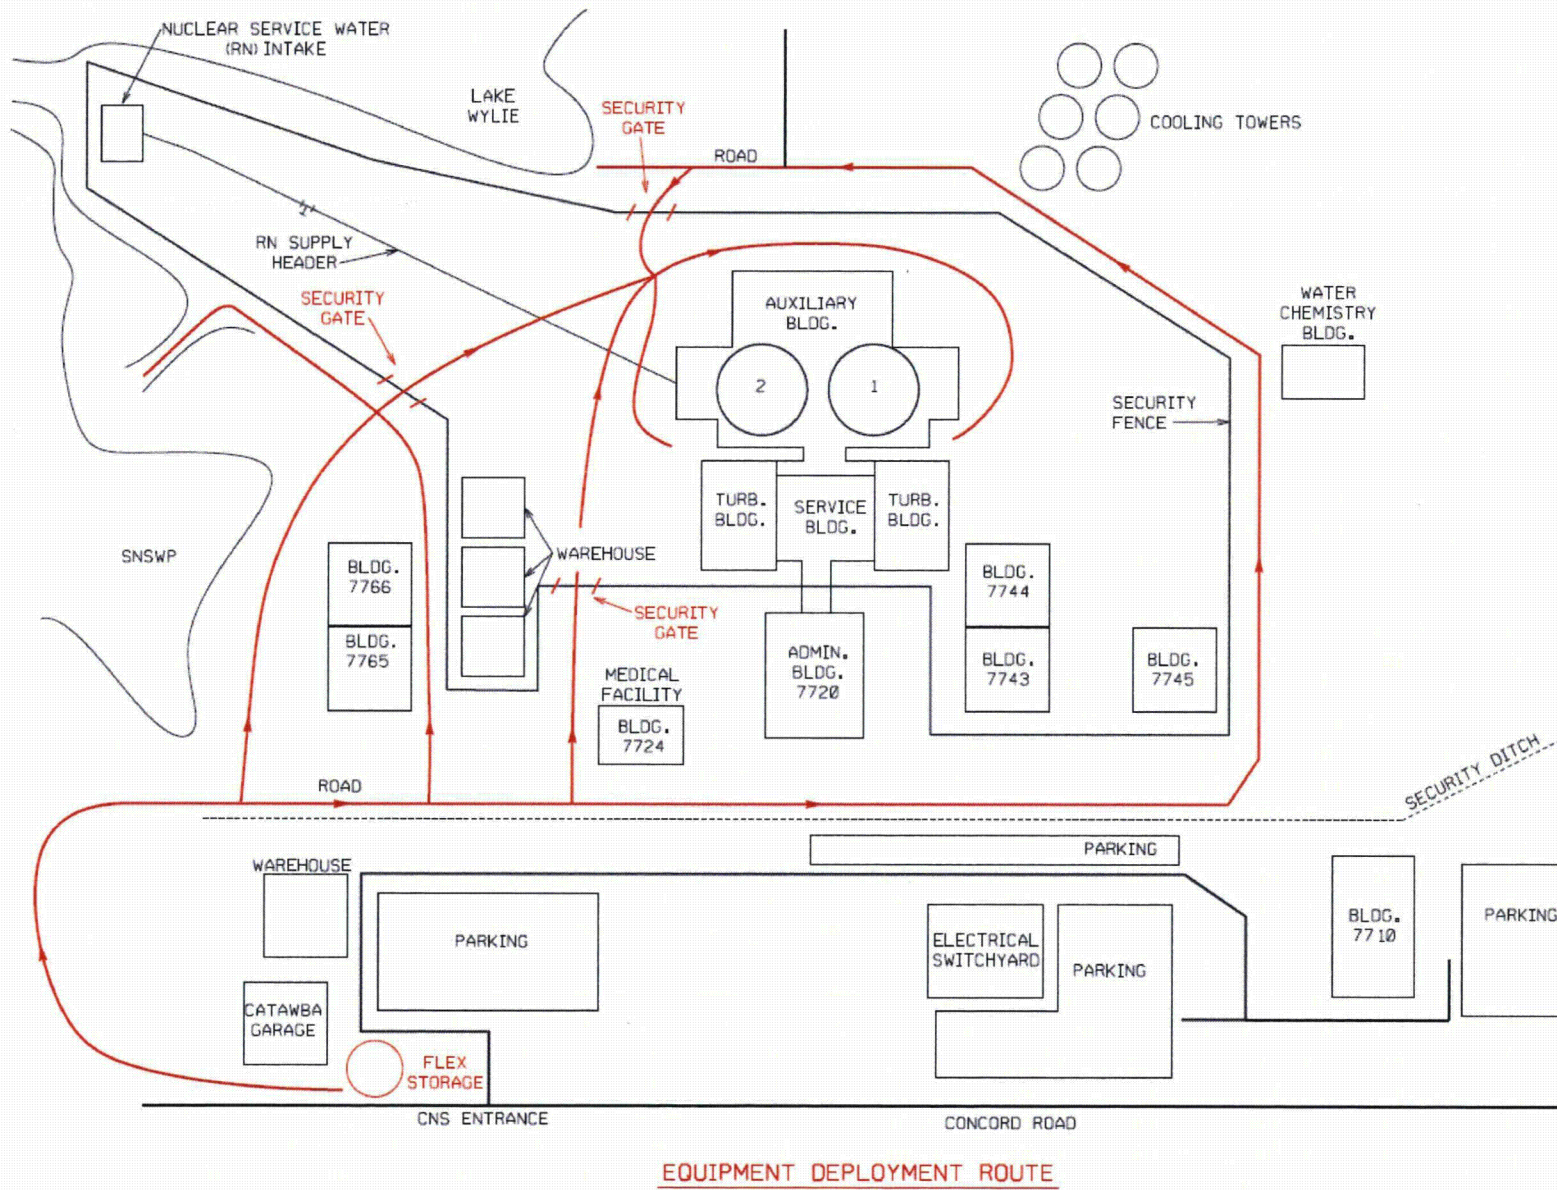 NUCLEAR SERVICE WATER
(RN) INTAKE
LAKE
WYLIE
SECURITY
GATE
ROAD
COOLING TOWERS
RN SUPPLY
HEADER
SECURITY
GATE
AUXILIARY
BLDG.
WATER
CHEMISTRY
BLDG.
2
1
SECURITY
FENCE
TURB.
BLDG.
SERVICE
BLDG.
TURB.
BLDG.
SNSWP
BLDG.
7766
WAREHOUSE
BLDG.
7744
SECURITY
GATE
BLDG.
7765
ADMIN.
BLDG.
7720
BLDG.
7743
BLDG.
7745
MEDICAL
FACILITY
BLDG.
7724
ROAD
SECURITY DITCH
PARKING
WAREHOUSE
PARKING
ELECTRICAL
SWITCHYARD
PARKING
BLDG.
7710
PARKING
CATAWBA
GARAGE
FLEX
STORAGE
CNS ENTRANCE
CONCORD ROAD
EQUIPMENT DEPLOYMENT ROUTE